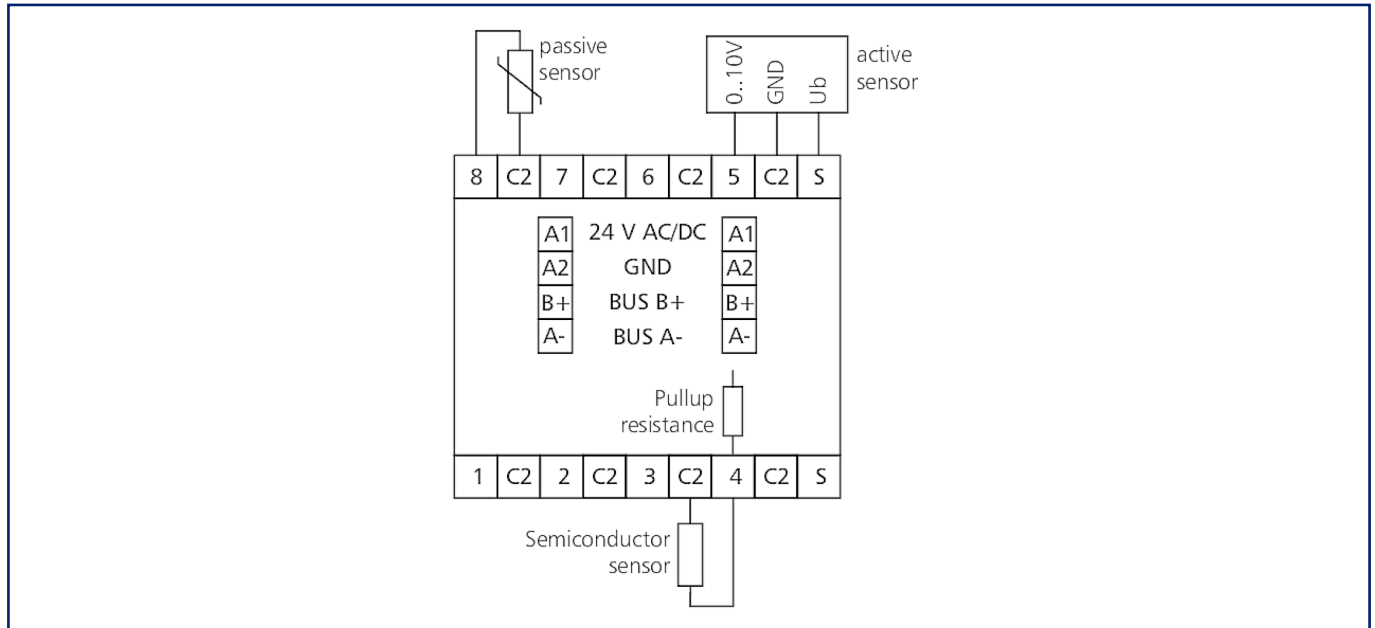 passive
sensor
0..10V
GND
Ub
active
sensor
8 C2 7 C2 6 C2 5 C2 S
A1 24 V AC/DC A1
A2 GND A2
B+ BUS B+ B+
A- BUS A- A-
Pullup
resistance
1 C2 2 C2 3 C2 4 C2 S
Semiconductor
sensor